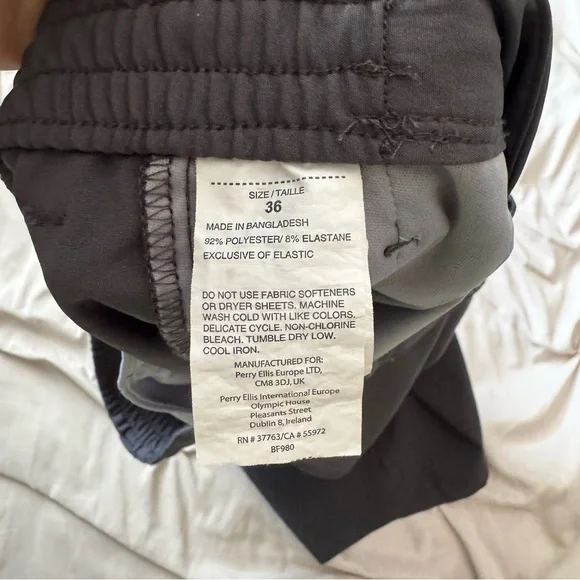 SIZE / TAILLE
36
MADE IN BANGLADESH
92% POLYESTER/ 8% ELASTANE
EXCLUSIVE OF ELASTIC
DO NOT USE FABRIC SOFTENERS
OR DRYER SHEETS. MACHINE
WASH COLD WITH LIKE COLORS.
DELICATE CYCLE. NON-CHLORINE
BLEACH. TUMBLE DRY LOW.
COOL IRON.
MANUFACTURED FOR:
Perry Ellis Europe LTD,
CM8 3DJ, UK
Perry Ellis International Europe
Olympic House
Pleasants Street
Dublin 8, Ireland
RN # 37763/CA # 55972
BF980